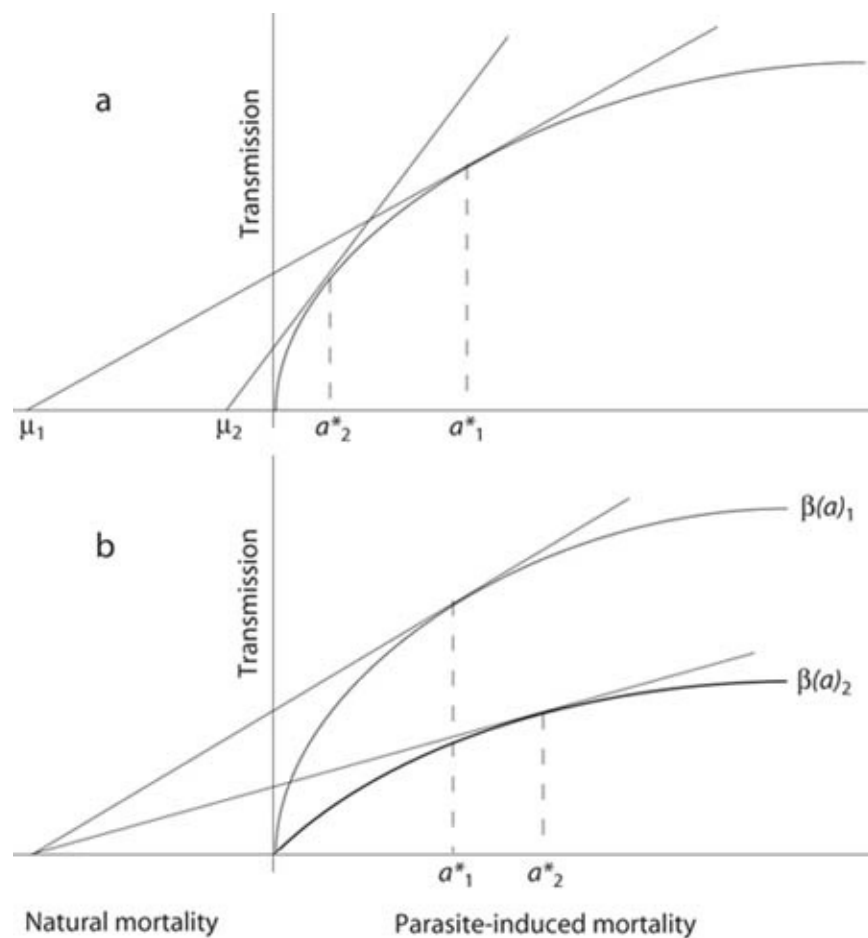 a
Transmission
μ₁
μ₂
a*₂
a*₁
b
Transmission
β(a)₁
β(a)₂
a*₁
a*₂
Natural mortality
Parasite-induced mortality